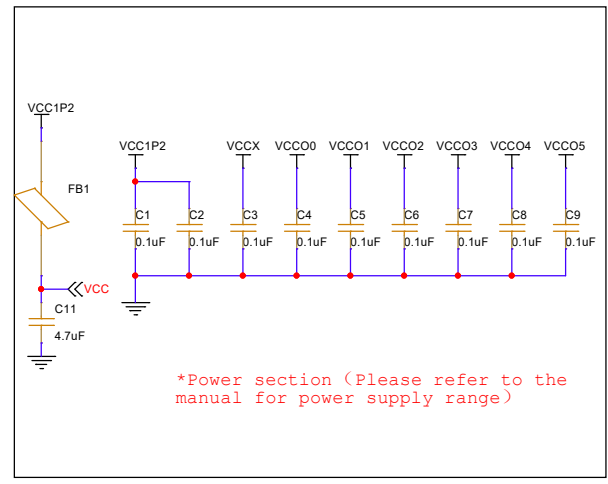 VCC1P2
VCC1P2 VCCX VCCO0 VCCO1 VCCO2 VCCO3 VCCO4 VCCO5
FB1
C1 C2 C3 C4 C5 C6 C7 C8 C9
0.1uF 0.1uF 0.1uF 0.1uF 0.1uF 0.1uF 0.1uF 0.1uF 0.1uF
VCC
C11
4.7uF
*Power section（Please refer to the
manual for power supply range）